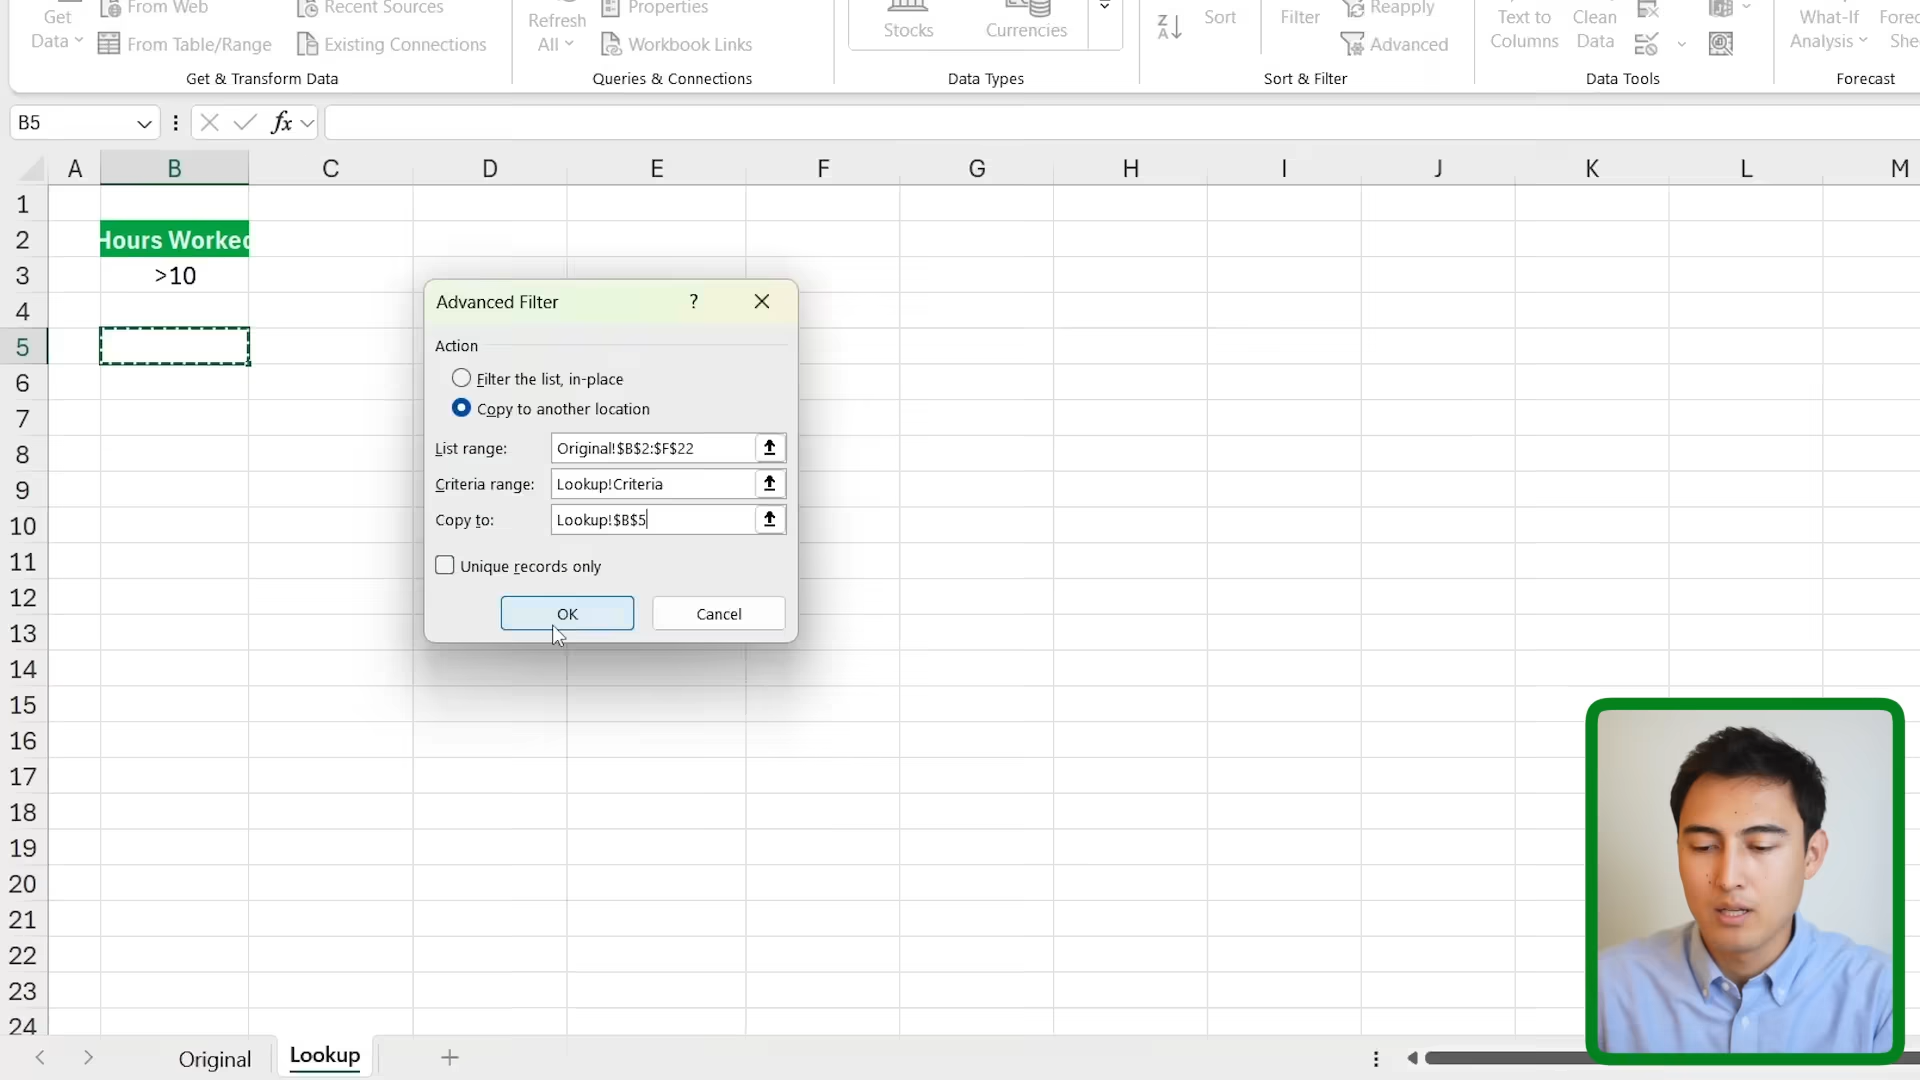 Get Data
From Web
From Table/Range
Recent Sources
Existing Connections
Get & Transform Data
Refresh All
Properties
Workbook Links
Queries & Connections
Stocks
Currencies
Data Types
Z
A
Sort
Filter
Reapply
Advanced
Sort & Filter
Text to Columns
Clean Data
Data Tools
What-If Analysis
Forecast
B5
fx
A B C D E F G H I J K L M
1
2 Hours Worked
3 >10
4
5
6
7
8
9
10
11
12
13
14
15
16
17
18
19
20
21
22
23
24
Advanced Filter ?
Action
Filter the list, in-place
Copy to another location
List range: Original!$B$2:$F$22
Criteria range: Lookup!Criteria
Copy to: Lookup!$B$5
Unique records only
OK Cancel
Original Lookup